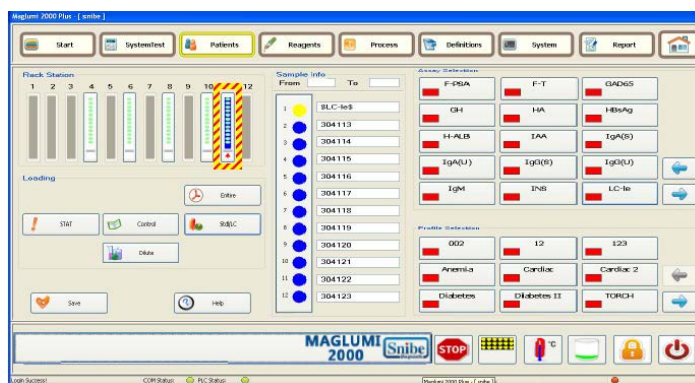 Maglumi 2000 Plus - [ snibe ]
Start
SystemTest
Patients
Reagents
Process
Definitions
System
Report
Rack Station
1 2 3 4 5 6 7 8 9 10 11 12
Loading
Entire
STAT
Control
Std/LC
Dilute
Save
Help
Sample Info
From To
1 $LC-Ie$
2 304113
3 304114
4 304115
5 304116
6 304117
7 304118
8 304119
9 304120
10 304121
11 304122
12 304123
Assay Selection
F-PSA F-T GAD65
GH HA HBsAg
H-ALB IAA IgA(S)
IgA(U) IgG(S) IgG(U)
IgM INS LC-Ie
Profile Selection
002 12 123
Anemia Cardiac Cardiac 2
Diabetes Diabetes II TORCH
MAGLUMI
2000
Snibe
STOP
°C
Login Success!
COM Status:
PLC Status:
Maglumi 2000 Plus - [ snibe ]